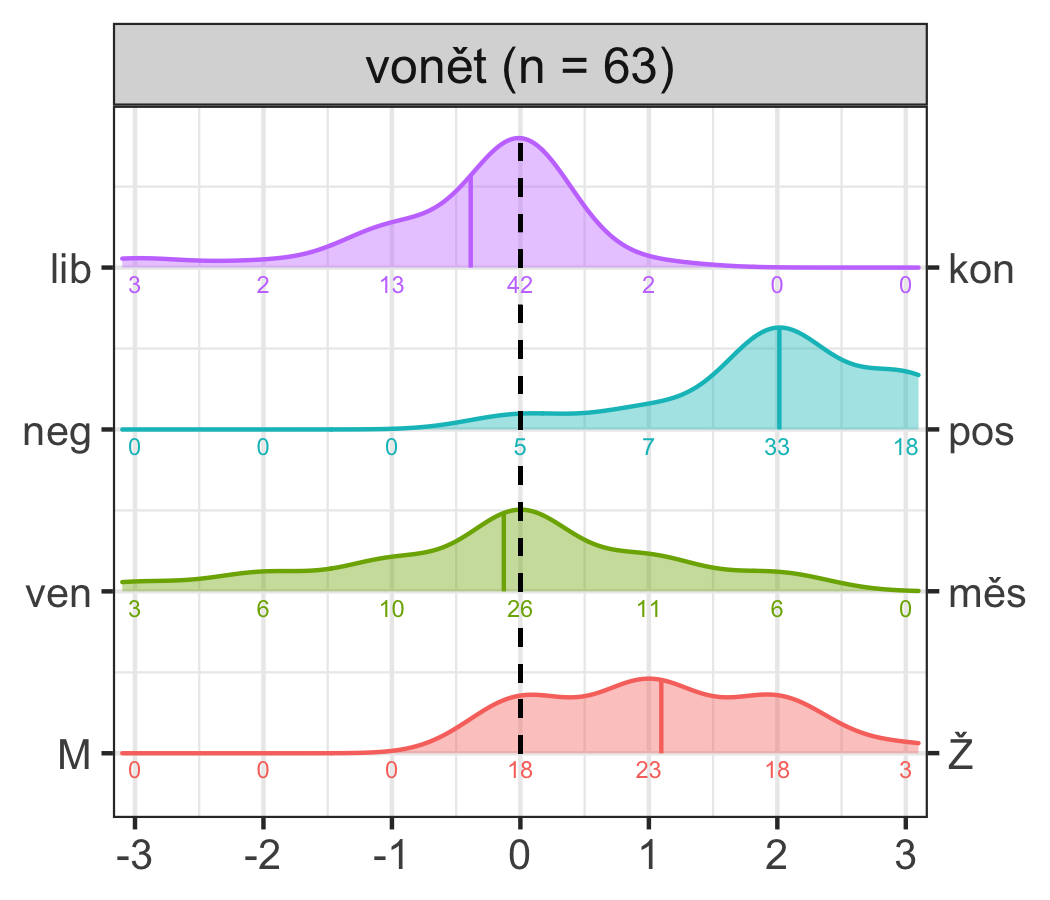 vonět (n = 63)
lib kon
3 2 13 42 2 0 0
neg pos
0 0 0 5 7 33 18
ven měs
3 6 10 26 11 6 0
M Ž
0 0 0 18 23 18 3
-3 -2 -1 0 1 2 3